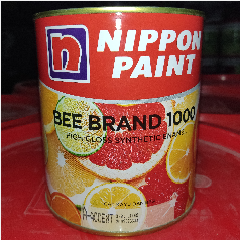 n
NIPPON
PAINT
BEE BRAND 1000
HIGH GLOSS SYNTHETIC ENAMEL